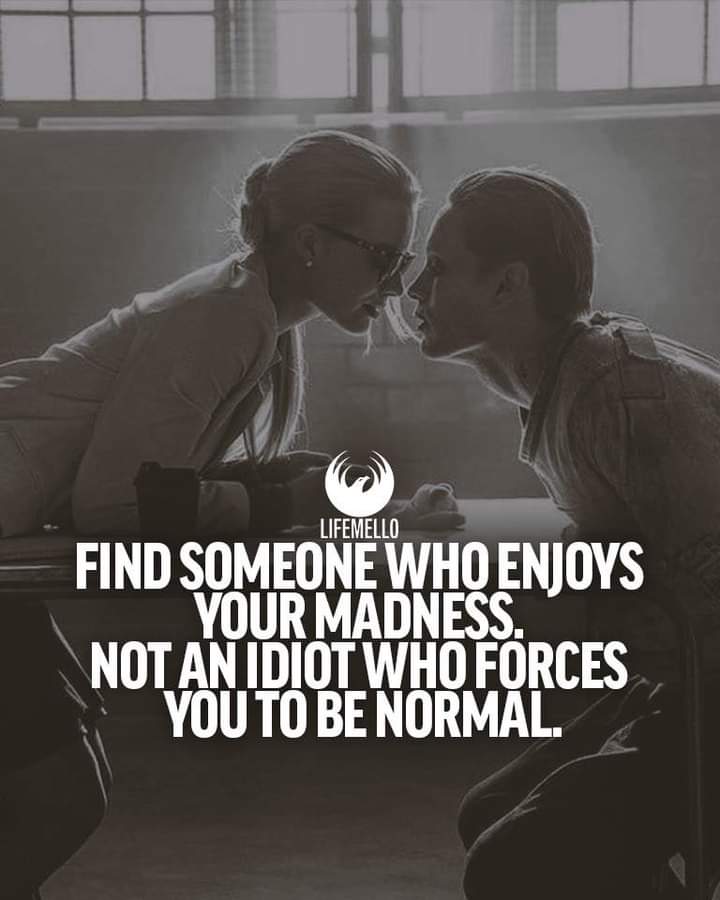 LIFEMELLO
FIND SOMEONE WHO ENJOYS
YOUR MADNESS.
NOT AN IDIOT WHO FORCES
YOU TO BE NORMAL.